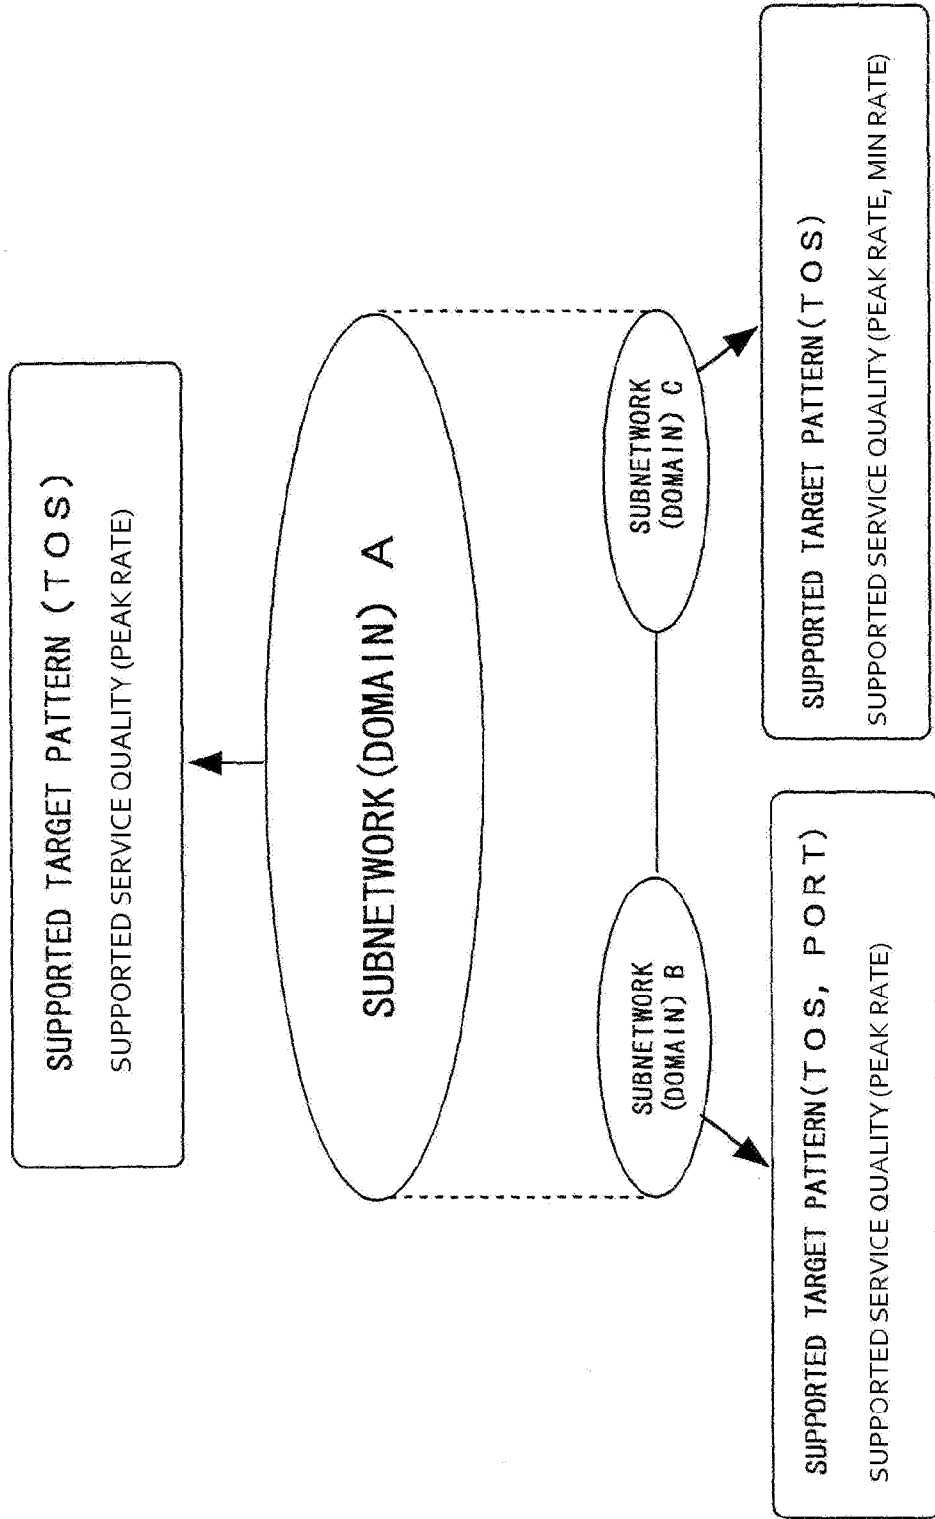 SUPPORTED TARGET PATTERN (TOS)
SUPPORTED SERVICE QUALITY (PEAK RATE)
SUBNETWORK (DOMAIN) A
SUBNETWORK
(DOMAIN) B
SUBNETWORK
(DOMAIN) C
SUPPORTED TARGET PATTERN (TOS, PORT)
SUPPORTED SERVICE QUALITY (PEAK RATE)
SUPPORTED TARGET PATTERN (TOS)
SUPPORTED SERVICE QUALITY (PEAK RATE, MIN RATE)